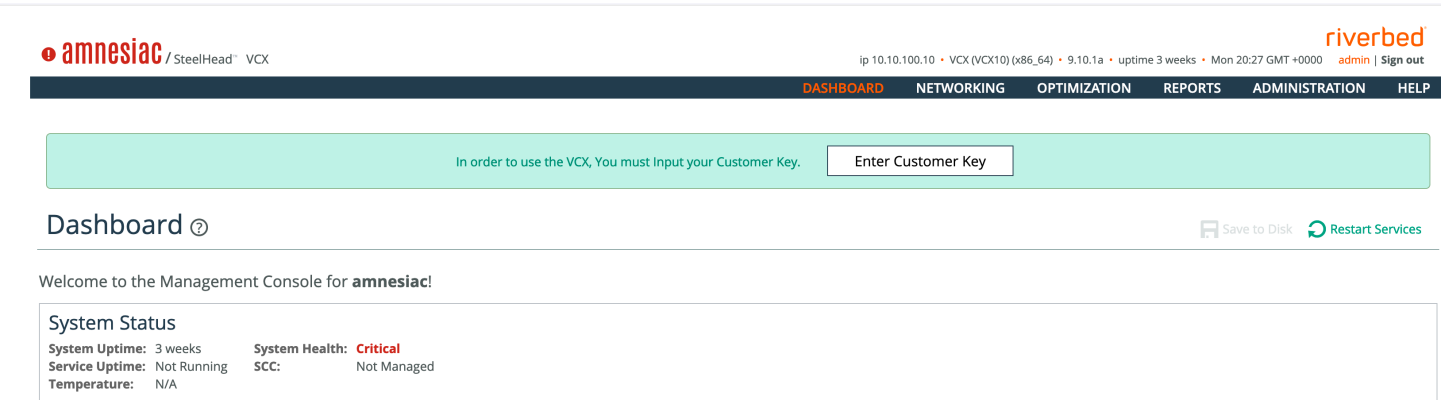 riverbed
amnesiac / SteelHead™ VCX
ip 10.10.100.10 • VCX (VCX10) (x86_64) • 9.10.1a • uptime 3 weeks • Mon 20:27 GMT +0000 admin | Sign out
DASHBOARD NETWORKING OPTIMIZATION REPORTS ADMINISTRATION HELP
In order to use the VCX, You must Input your Customer Key. Enter Customer Key
Dashboard ?
Save to Disk Restart Services
Welcome to the Management Console for amnesiac!
System Status
System Uptime: 3 weeks System Health: Critical
Service Uptime: Not Running SCC: Not Managed
Temperature: N/A